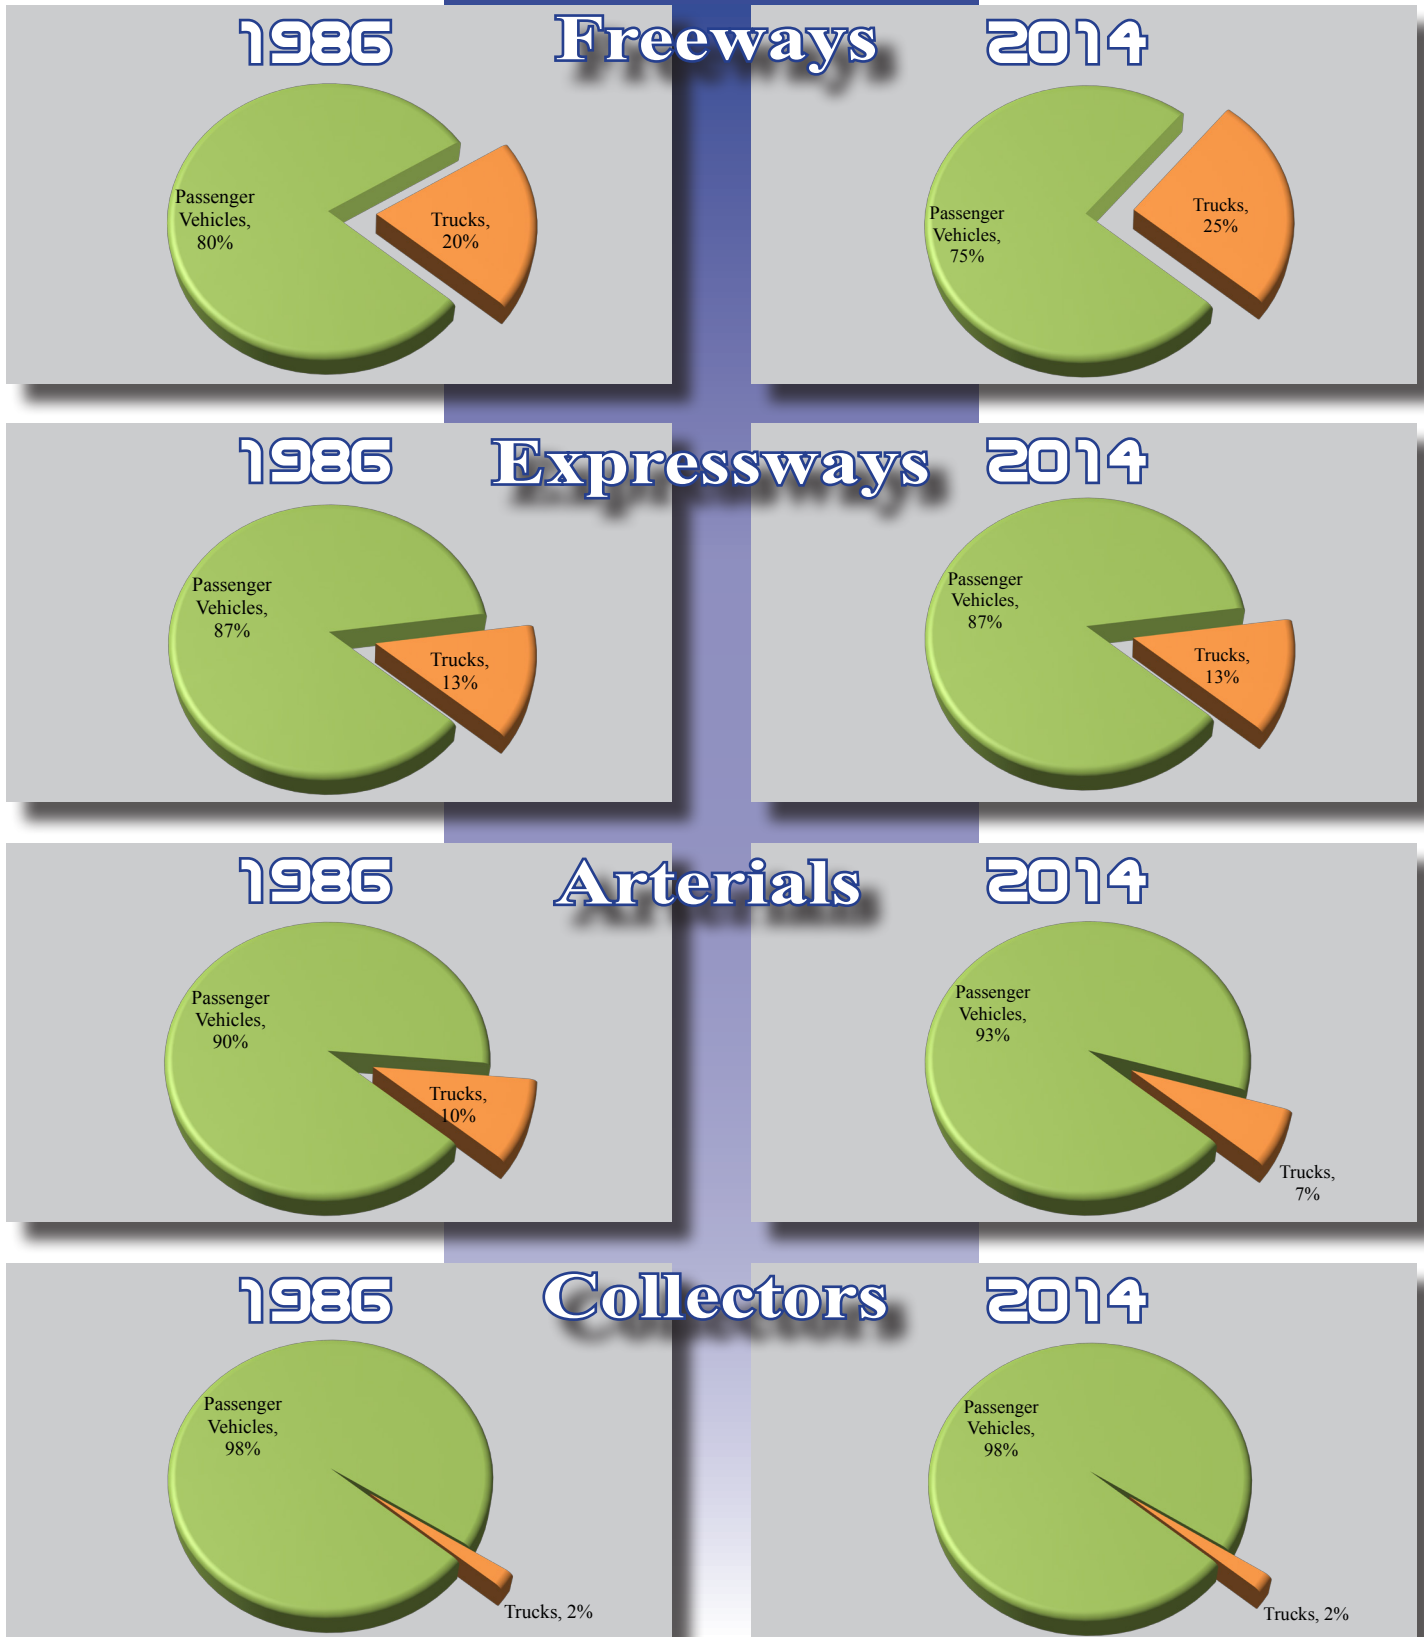 1986
Freeways
2014
Passenger
Vehicles,
80%
Trucks,
20%
Passenger
Vehicles,
75%
Trucks,
25%
1986
Expressways
2014
Passenger
Vehicles,
87%
Trucks,
13%
Passenger
Vehicles,
87%
Trucks,
13%
1986
Arterials
2014
Passenger
Vehicles,
90%
Trucks,
10%
Passenger
Vehicles,
93%
Trucks,
7%
1986
Collectors
2014
Passenger
Vehicles,
98%
Trucks, 2%
Passenger
Vehicles,
98%
Trucks, 2%